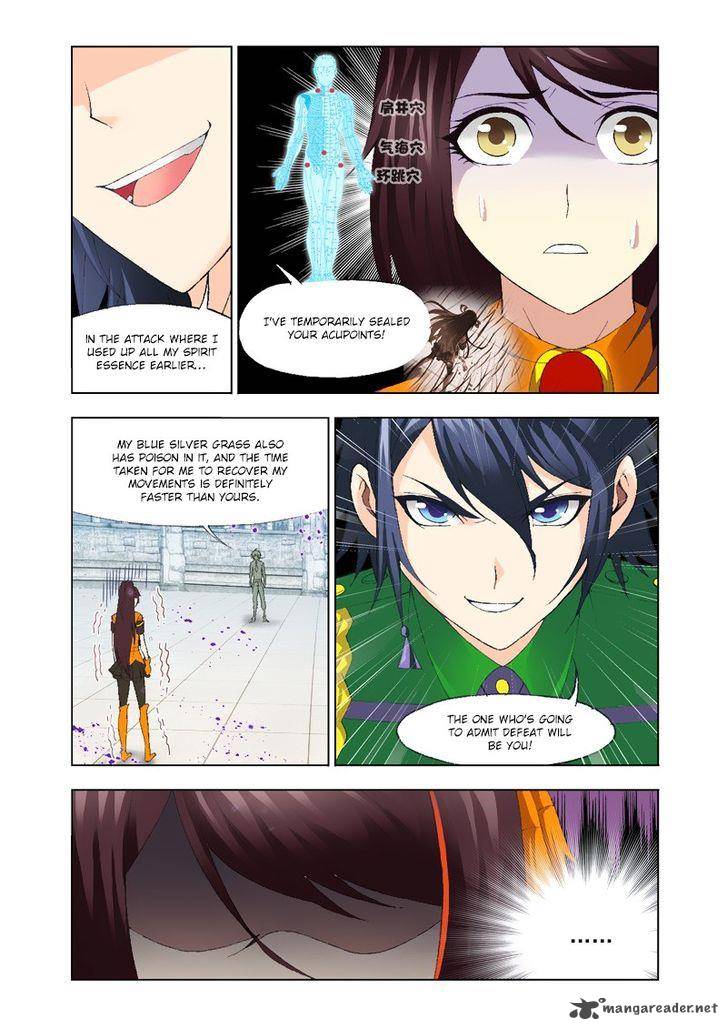 IN THE ATTACK WHERE I
USED UP ALL MY SPIRIT
ESSENCE EARLIER...
肩井穴
气海穴
环跳穴
I'VE TEMPORARILY SEALED
YOUR ACUPOINTS!
MY BLUE SILVER GRASS ALSO
HAS POISON IN IT, AND THE TIME
TAKEN FOR ME TO RECOVER MY
MOVEMENTS IS DEFINITELY
FASTER THAN YOURS.
THE ONE WHO'S GOING
TO ADMIT DEFEAT WILL
BE YOU!
......
mangareader.net